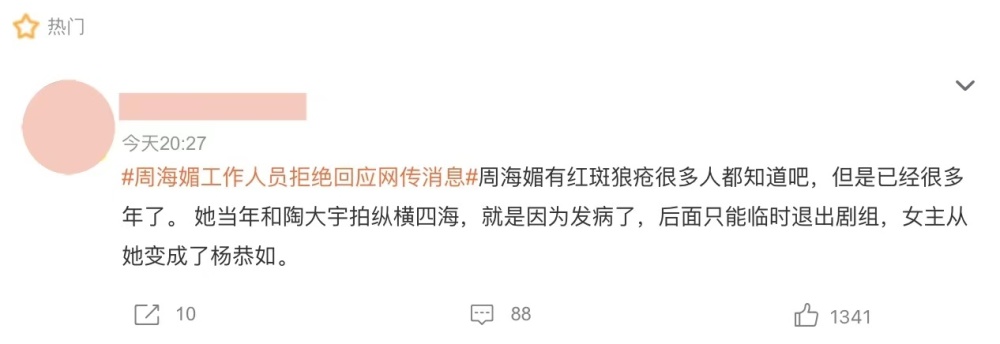 热门
今天20:27
#周海媚工作人员拒绝回应网传消息#周海媚有红斑狼疮很多人都知道吧，但是已经很多
年了。 她当年和陶大宇拍纵横四海，就是因为发病了，后面只能临时退出剧组，女主从
她变成了杨恭如。
10
88
1341